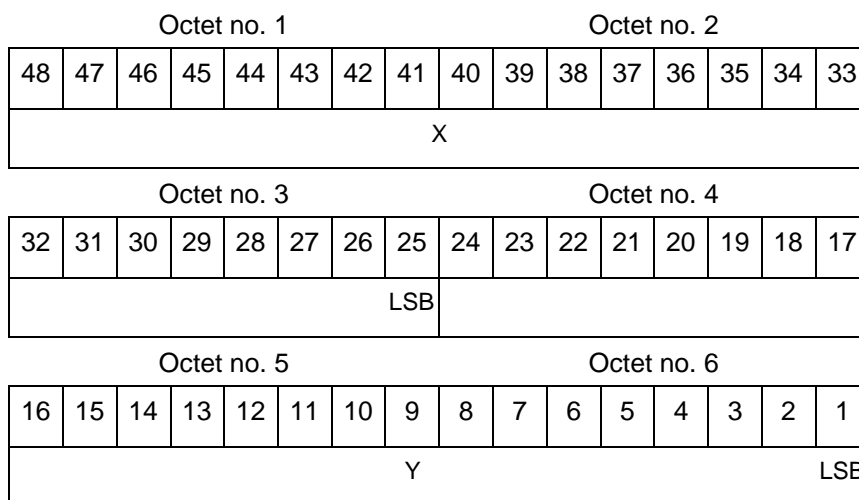 Octet no. 1 Octet no. 2
48 47 46 45 44 43 42 41 40 39 38 37 36 35 34 33
X
Octet no. 3 Octet no. 4
32 31 30 29 28 27 26 25 24 23 22 21 20 19 18 17
LSB
Octet no. 5 Octet no. 6
16 15 14 13 12 11 10 9 8 7 6 5 4 3 2 1
Y LSB